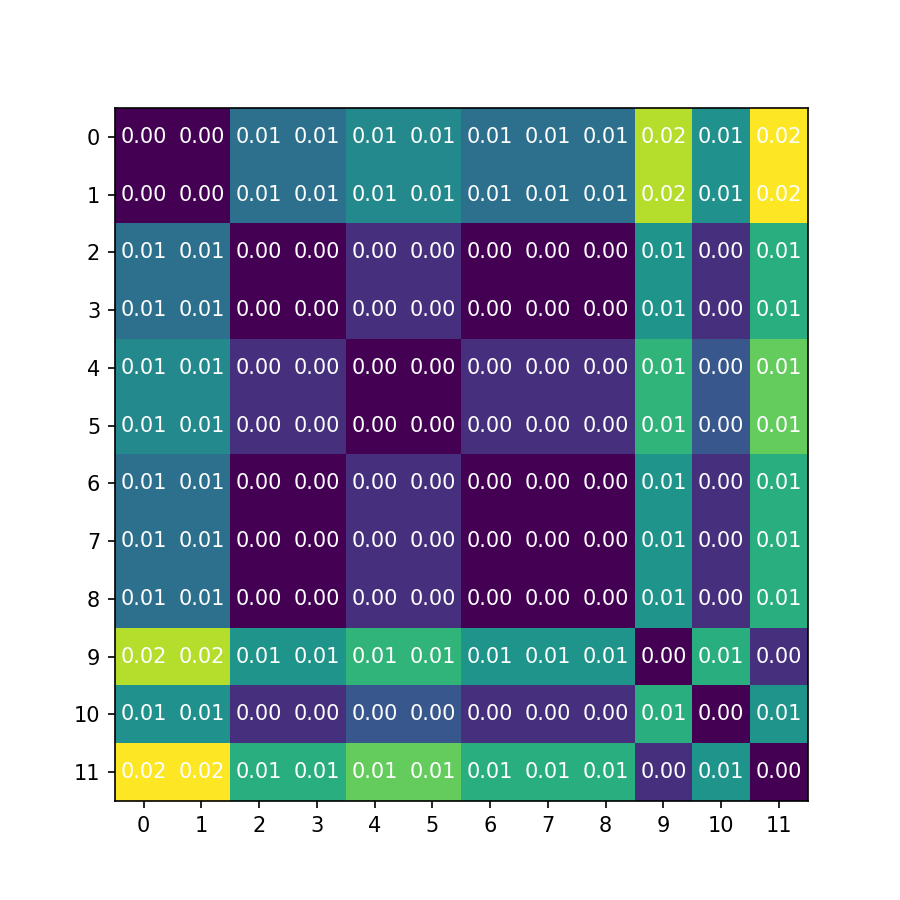 0 0.00 0.00 0.01 0.01 0.01 0.01 0.01 0.01 0.01 0.02 0.01 0.02
1 0.00 0.00 0.01 0.01 0.01 0.01 0.01 0.01 0.01 0.02 0.01 0.02
2 0.01 0.01 0.00 0.00 0.00 0.00 0.00 0.00 0.00 0.01 0.00 0.01
3 0.01 0.01 0.00 0.00 0.00 0.00 0.00 0.00 0.00 0.01 0.00 0.01
4 0.01 0.01 0.00 0.00 0.00 0.00 0.00 0.00 0.00 0.01 0.00 0.01
5 0.01 0.01 0.00 0.00 0.00 0.00 0.00 0.00 0.00 0.01 0.00 0.01
6 0.01 0.01 0.00 0.00 0.00 0.00 0.00 0.00 0.00 0.01 0.00 0.01
7 0.01 0.01 0.00 0.00 0.00 0.00 0.00 0.00 0.00 0.01 0.00 0.01
8 0.01 0.01 0.00 0.00 0.00 0.00 0.00 0.00 0.00 0.01 0.00 0.01
9 0.02 0.02 0.01 0.01 0.01 0.01 0.01 0.01 0.01 0.00 0.01 0.00
10 0.01 0.01 0.00 0.00 0.00 0.00 0.00 0.00 0.00 0.01 0.00 0.01
11 0.02 0.02 0.01 0.01 0.01 0.01 0.01 0.01 0.01 0.00 0.01 0.00
0 1 2 3 4 5 6 7 8 9 10 11